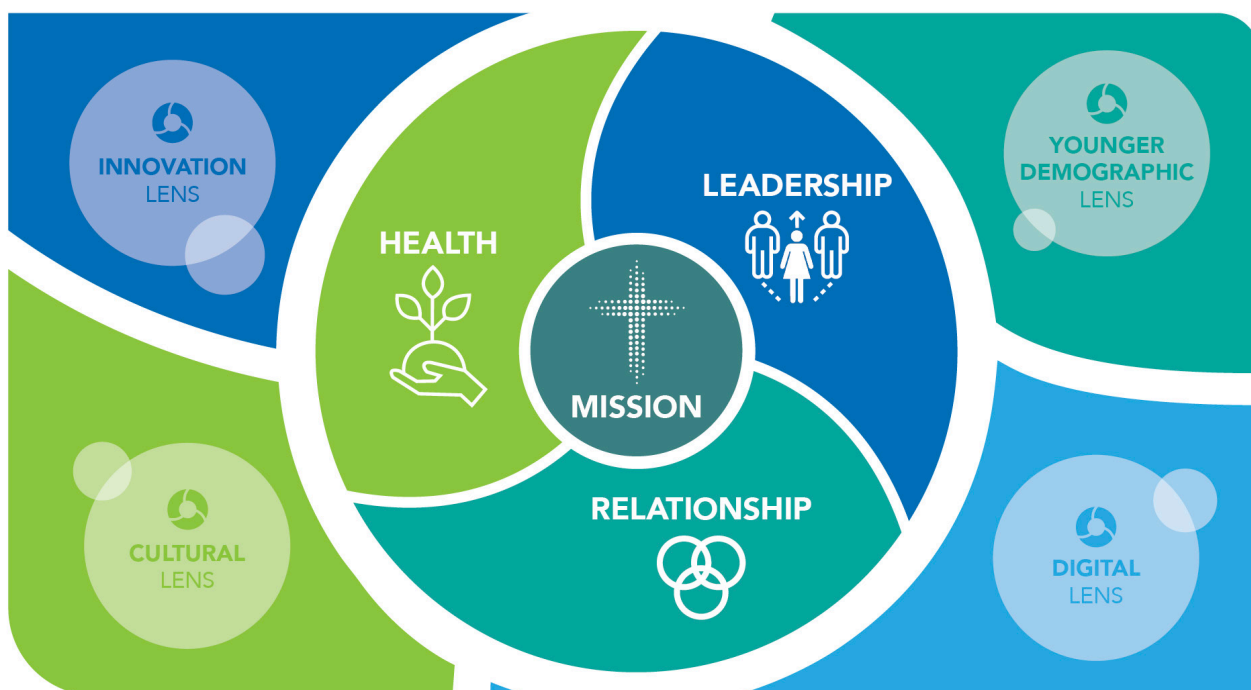 INNOVATION
LENS
YOUNGER
DEMOGRAPHIC
LENS
LEADERSHIP
HEALTH
MISSION
RELATIONSHIP
CULTURAL
LENS
DIGITAL
LENS